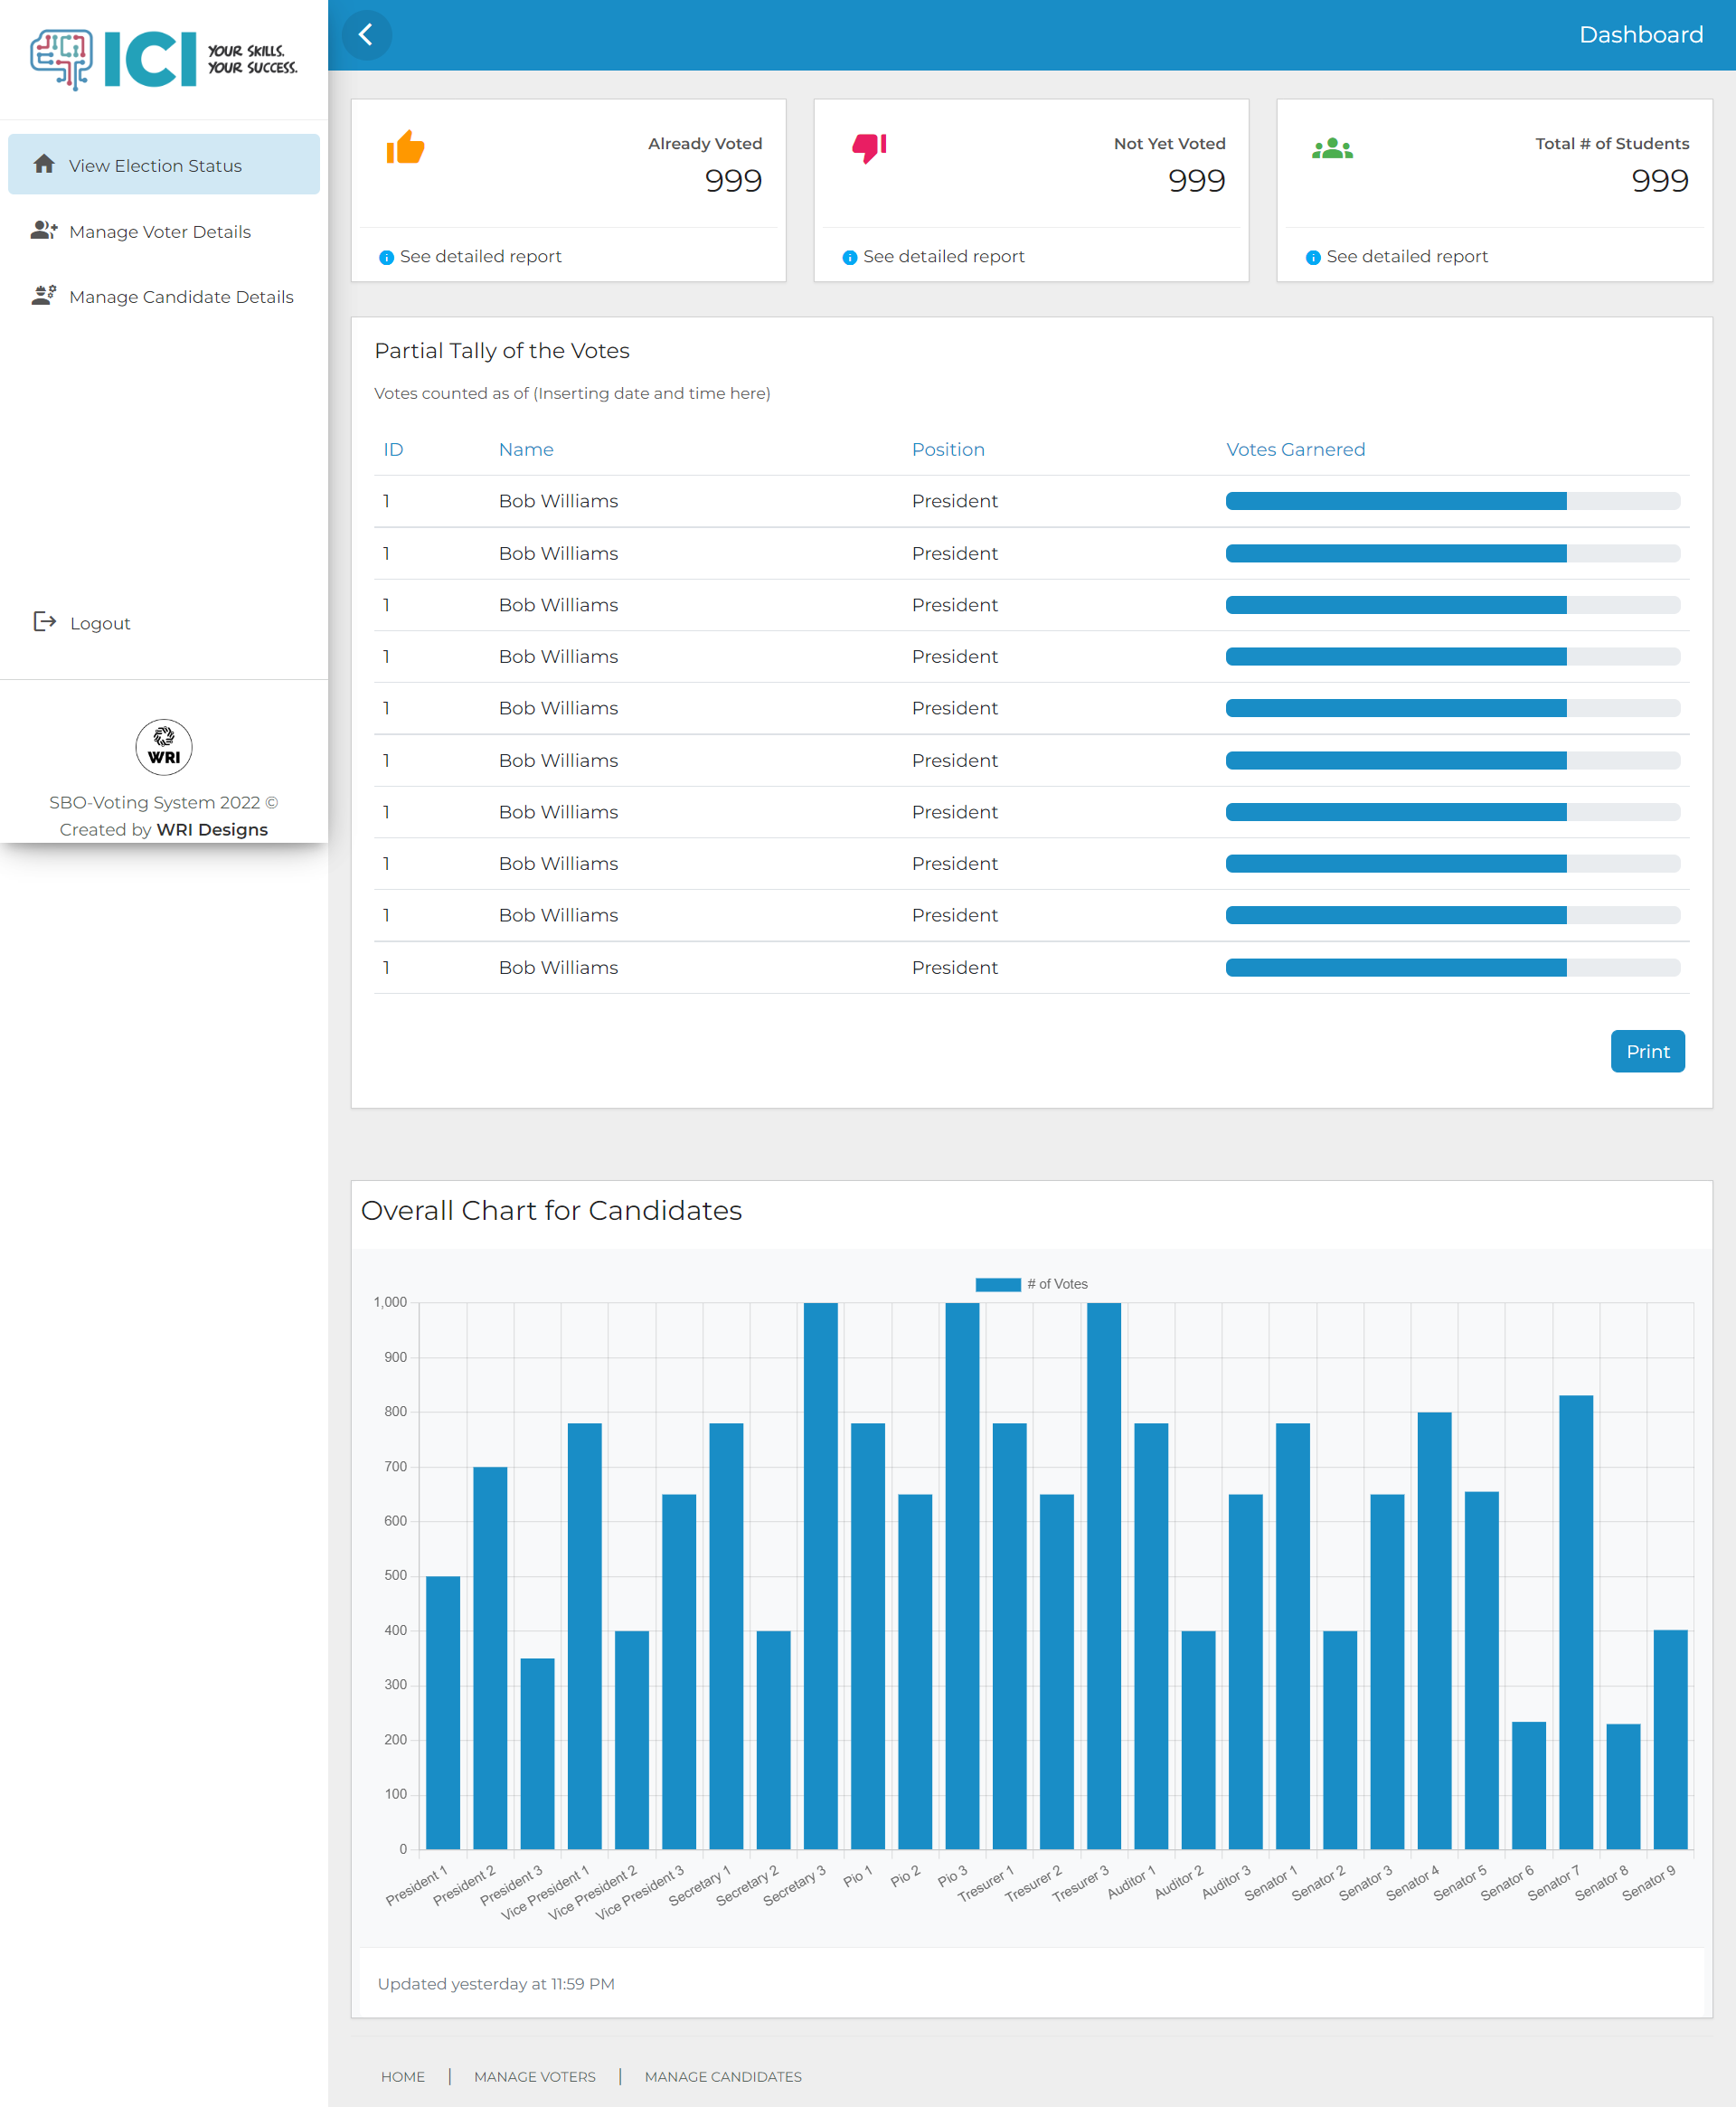 ICI YOUR SKILLS.
YOUR SUCCESS.
Dashboard
View Election Status
Manage Voter Details
Manage Candidate Details
Logout
WRI
SBO-Voting System 2022 ©
Created by WRI Designs
Already Voted
999
See detailed report
Not Yet Voted
999
See detailed report
Total # of Students
999
See detailed report
Partial Tally of the Votes
Votes counted as of (Inserting date and time here)
ID Name Position Votes Garnered
1 Bob Williams President
1 Bob Williams President
1 Bob Williams President
1 Bob Williams President
1 Bob Williams President
1 Bob Williams President
1 Bob Williams President
1 Bob Williams President
1 Bob Williams President
1 Bob Williams President
Print
Overall Chart for Candidates
# of Votes
1,000
900
800
700
600
500
400
300
200
100
0
President 1
President 2
President 3
Vice President 1
Vice President 2
Vice President 3
Secretary 1
Secretary 2
Secretary 3
Pio 1
Pio 2
Pio 3
Tresurer 1
Tresurer 2
Tresurer 3
Auditor 1
Auditor 2
Auditor 3
Senator 1
Senator 2
Senator 3
Senator 4
Senator 5
Senator 6
Senator 7
Senator 8
Senator 9
Updated yesterday at 11:59 PM
HOME | MANAGE VOTERS | MANAGE CANDIDATES